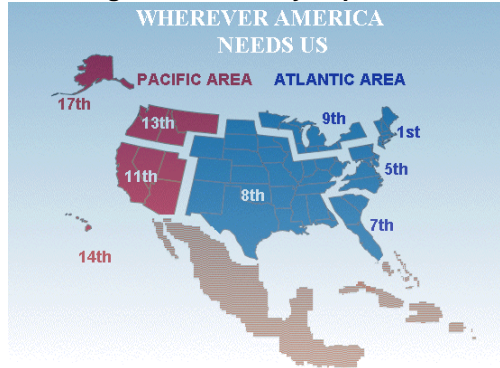 WHEREVER AMERICA
NEEDS US
PACIFIC AREA
ATLANTIC AREA
17th
13th
9th
1st
11th
8th
5th
7th
14th